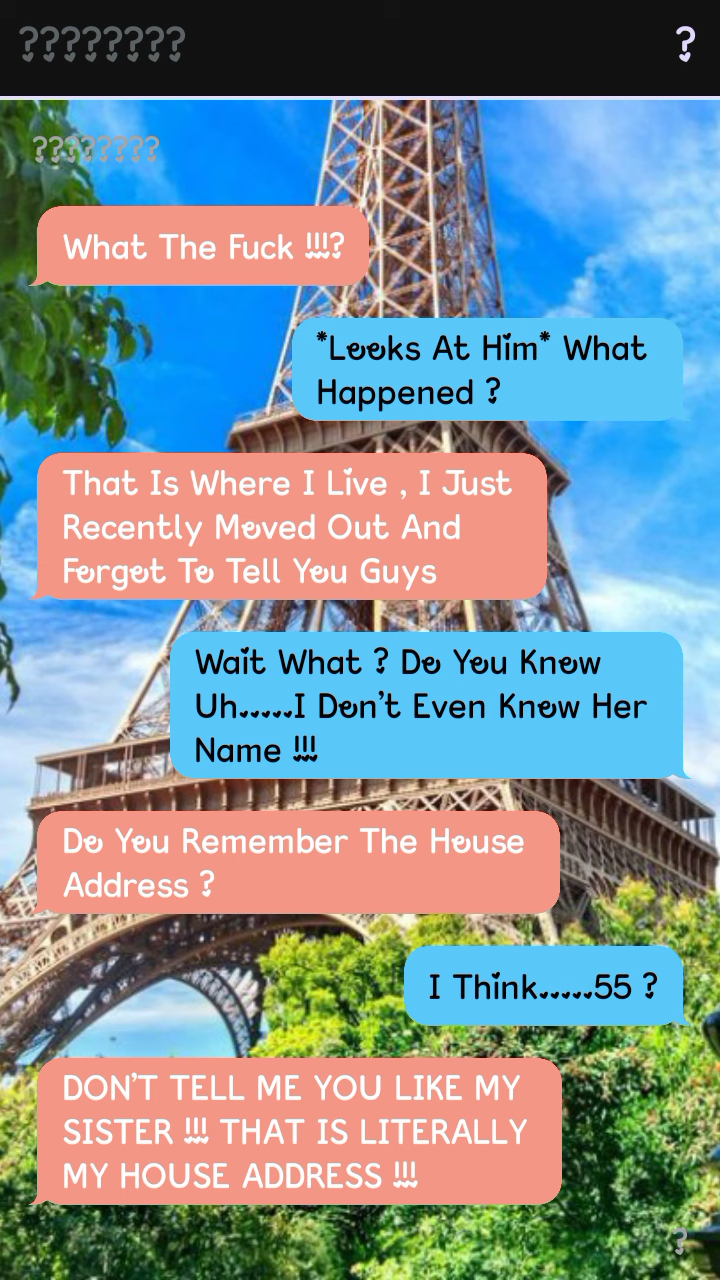 ????????
?
????????
What The Fuck !!!?
*Looks At Him* What
Happened ?
That Is Where I Live , I Just
Recently Moved Out And
Forgot To Tell You Guys
Wait What ? Do You Know
Uh.....I Don't Even Know Her
Name !!!
Do You Remember The House
Address ?
I Think.....55 ?
DON'T TELL ME YOU LIKE MY
SISTER !!! THAT IS LITERALLY
MY HOUSE ADDRESS !!!
?